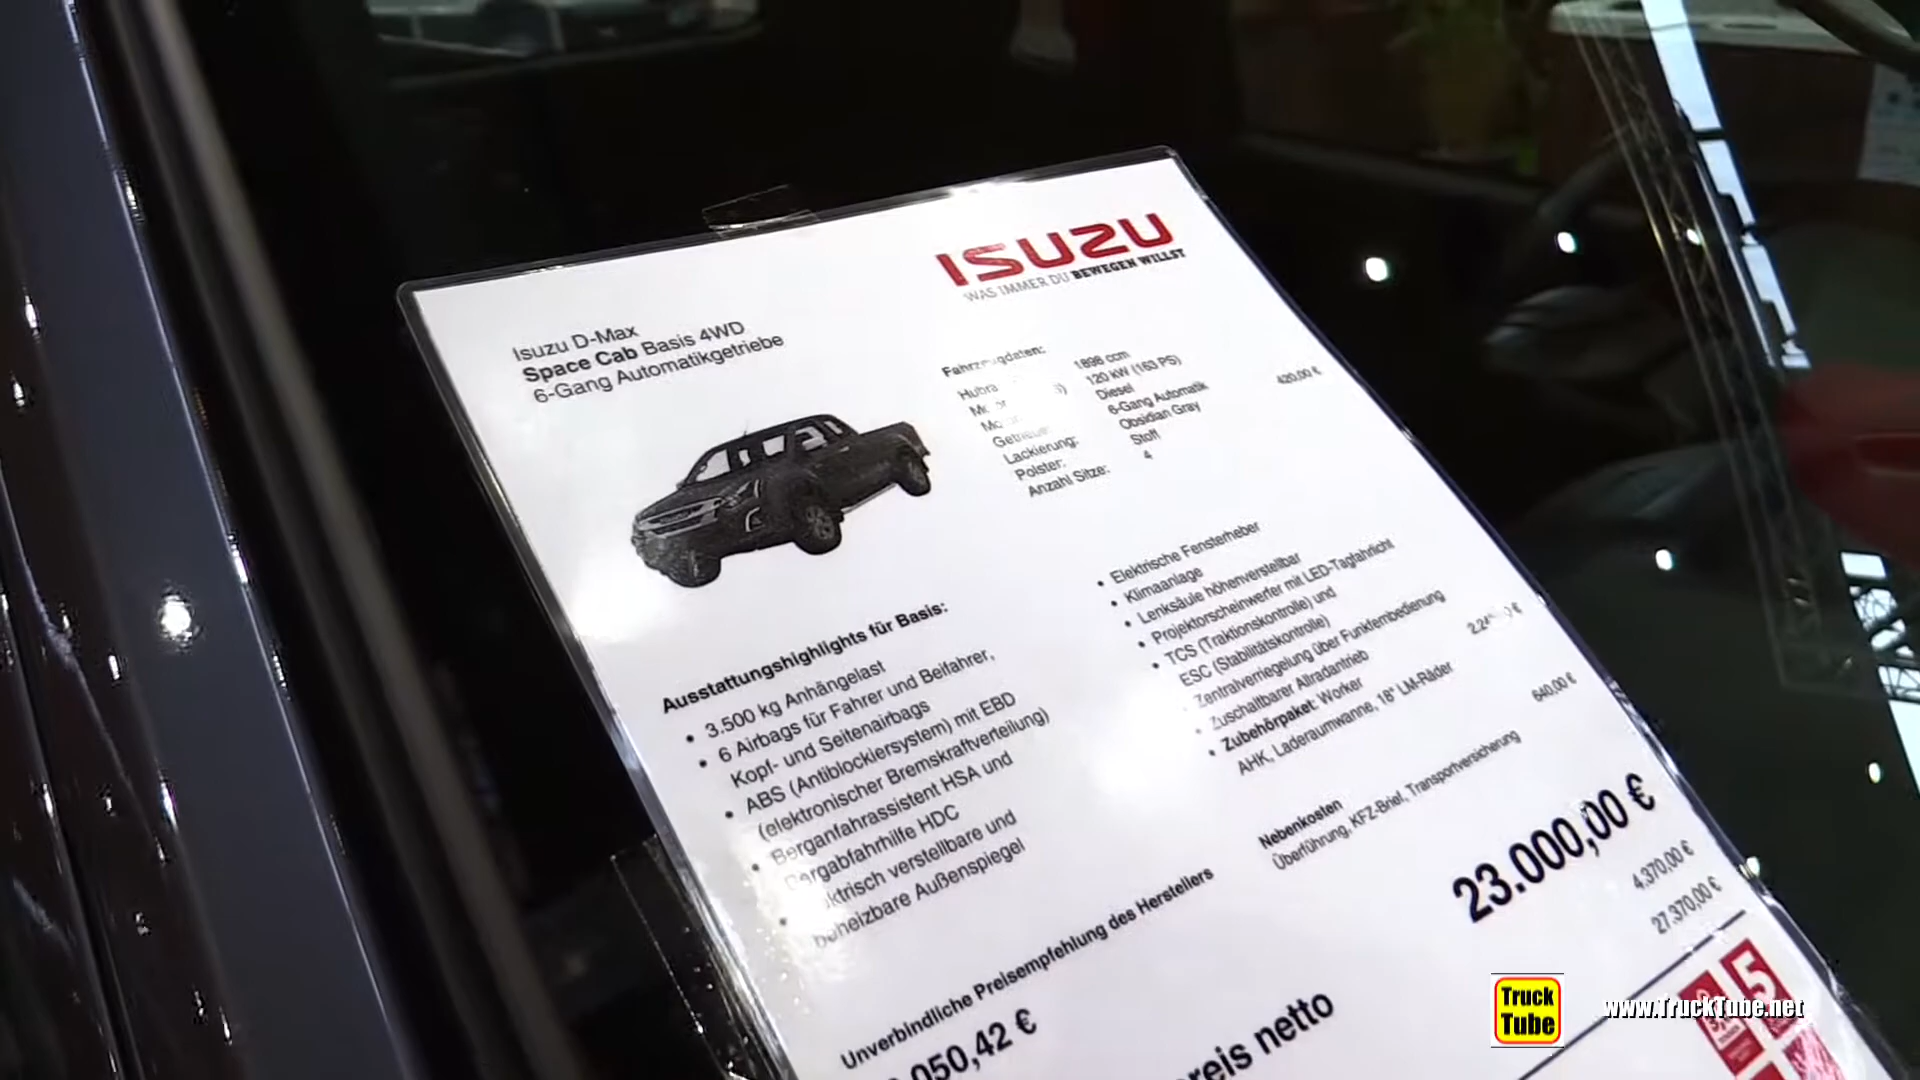 ISUZU
WAS IMMER DU BEWEGEN WILLST
Isuzu D-Max
Space Cab Basis 4WD
6-Gang Automatikgetriebe
1898 ccm
120 kW (163 PS)
Diesel
6-Gang Automatik
Lackierung: Obsidian Gray 420,00 €
Polster: Stoff
Anzahl Sitze: 4
Ausstattungshighlights für Basis:
• 3.500 kg Anhängelast
• 6 Airbags für Fahrer und Beifahrer,
Kopf- und Seitenairbags
• ABS (Antiblockiersystem) mit EBD
(elektronischer Bremskraftverteilung)
• Berganfahrassistent HSA und
Bergabfahrhilfe HDC
verstellbare und
Außenspiegel
• Elektrische Fensterheber
• Klimaanlage
• Lenksäule höhenverstellbar
• Projektorscheinwerfer mit LED-Tagfahrlicht
• TCS (Traktionskontrolle) und
ESC (Stabilitätskontrolle)
• Zentralverriegelung über Funkfernbedienung
• Zuschaltbarer Allradantrieb
• Zubehörpaket: Worker
AHK, Laderaumwanne, 18" LM-Räder
Nebenkosten 640,00 €
Überführung, KFZ-Brief, Transportversicherung
23.000,00 €
4.370,00 €
27.370,00 €
Unverbindliche Preisempfehlung des Herstellers
050,42 €
netto
5
Truck
Tube
www.TruckTube.net